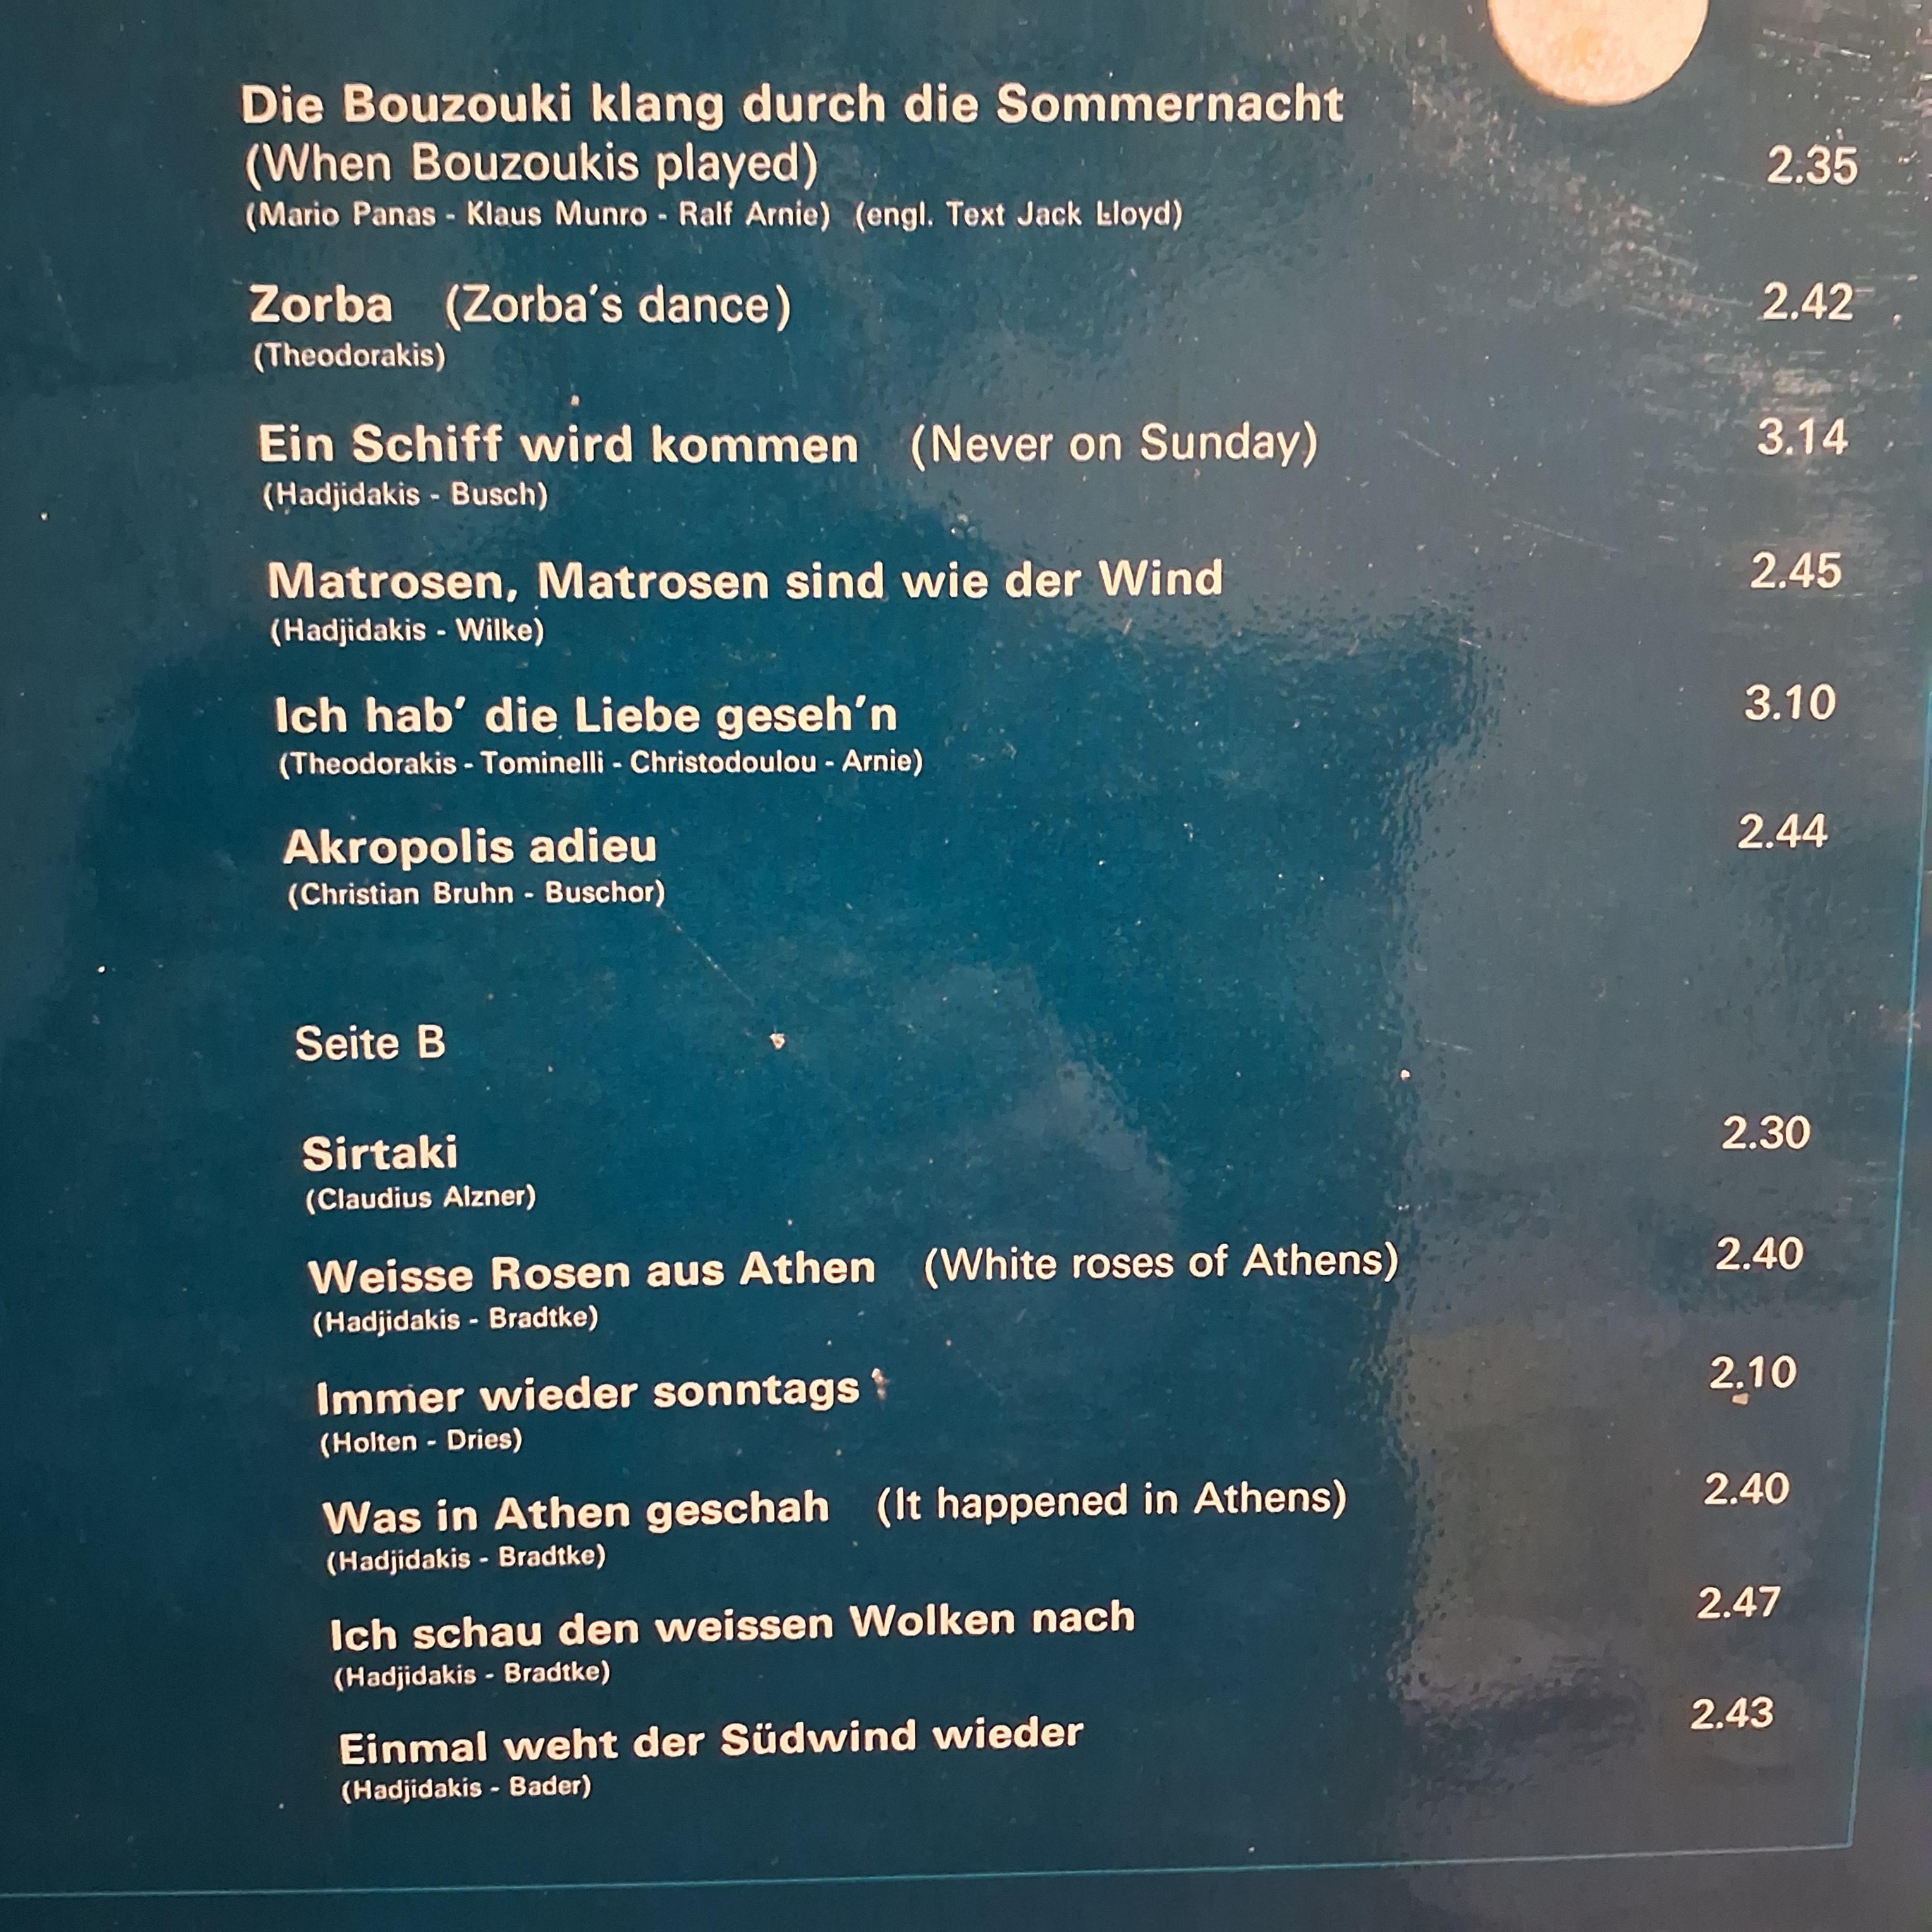 Die Bouzouki klang durch die Sommernacht
(When Bouzoukis played) 2.35
(Mario Panas - Klaus Munro - Ralf Arnie) (engl. Text Jack Lloyd)
Zorba (Zorba's dance) 2.42
(Theodorakis)
Ein Schiff wird kommen (Never on Sunday) 3.14
(Hadjidakis - Busch)
Matrosen, Matrosen sind wie der Wind 2.45
(Hadjidakis - Wilke)
Ich hab' die Liebe geseh'n 3.10
(Theodorakis - Tominelli - Christodoulou - Arnie)
Akropolis adieu 2.44
(Christian Bruhn - Buschor)
Seite B
Sirtaki 2.30
(Claudius Alzner)
Weisse Rosen aus Athen (White roses of Athens) 2.40
(Hadjidakis - Bradtke)
Immer wieder sonntags 2.10
(Holten - Dries)
Was in Athen geschah (It happened in Athens) 2.40
(Hadjidakis - Bradtke)
Ich schau den weissen Wolken nach 2.47
(Hadjidakis - Bradtke)
Einmal weht der Südwind wieder 2.43
(Hadjidakis - Bader)